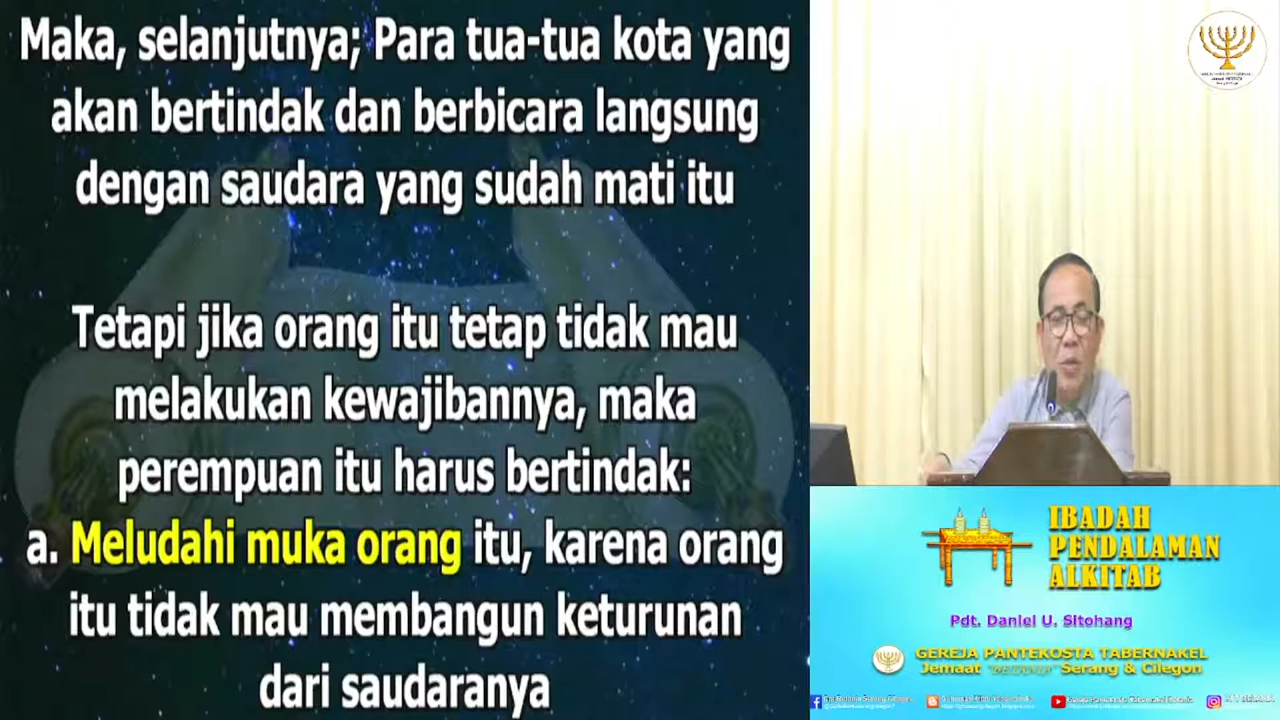 Maka, selanjutnya; Para tua-tua kota yang
akan bertindak dan berbicara langsung
dengan saudara yang sudah mati itu
Tetapi jika orang itu tetap tidak mau
melakukan kewajibannya, maka
perempuan itu harus bertindak:
a. Meludahi muka orang itu, karena orang
itu tidak mau membangun keturunan
dari saudaranya
IBADAH
PENDALAMAN
ALKITAB
Pdt. Daniel U. Sitohang
GEREJA PANTEKOSTA TABERNAKEL
Jemaat "BETANIA" Serang & Cilegon